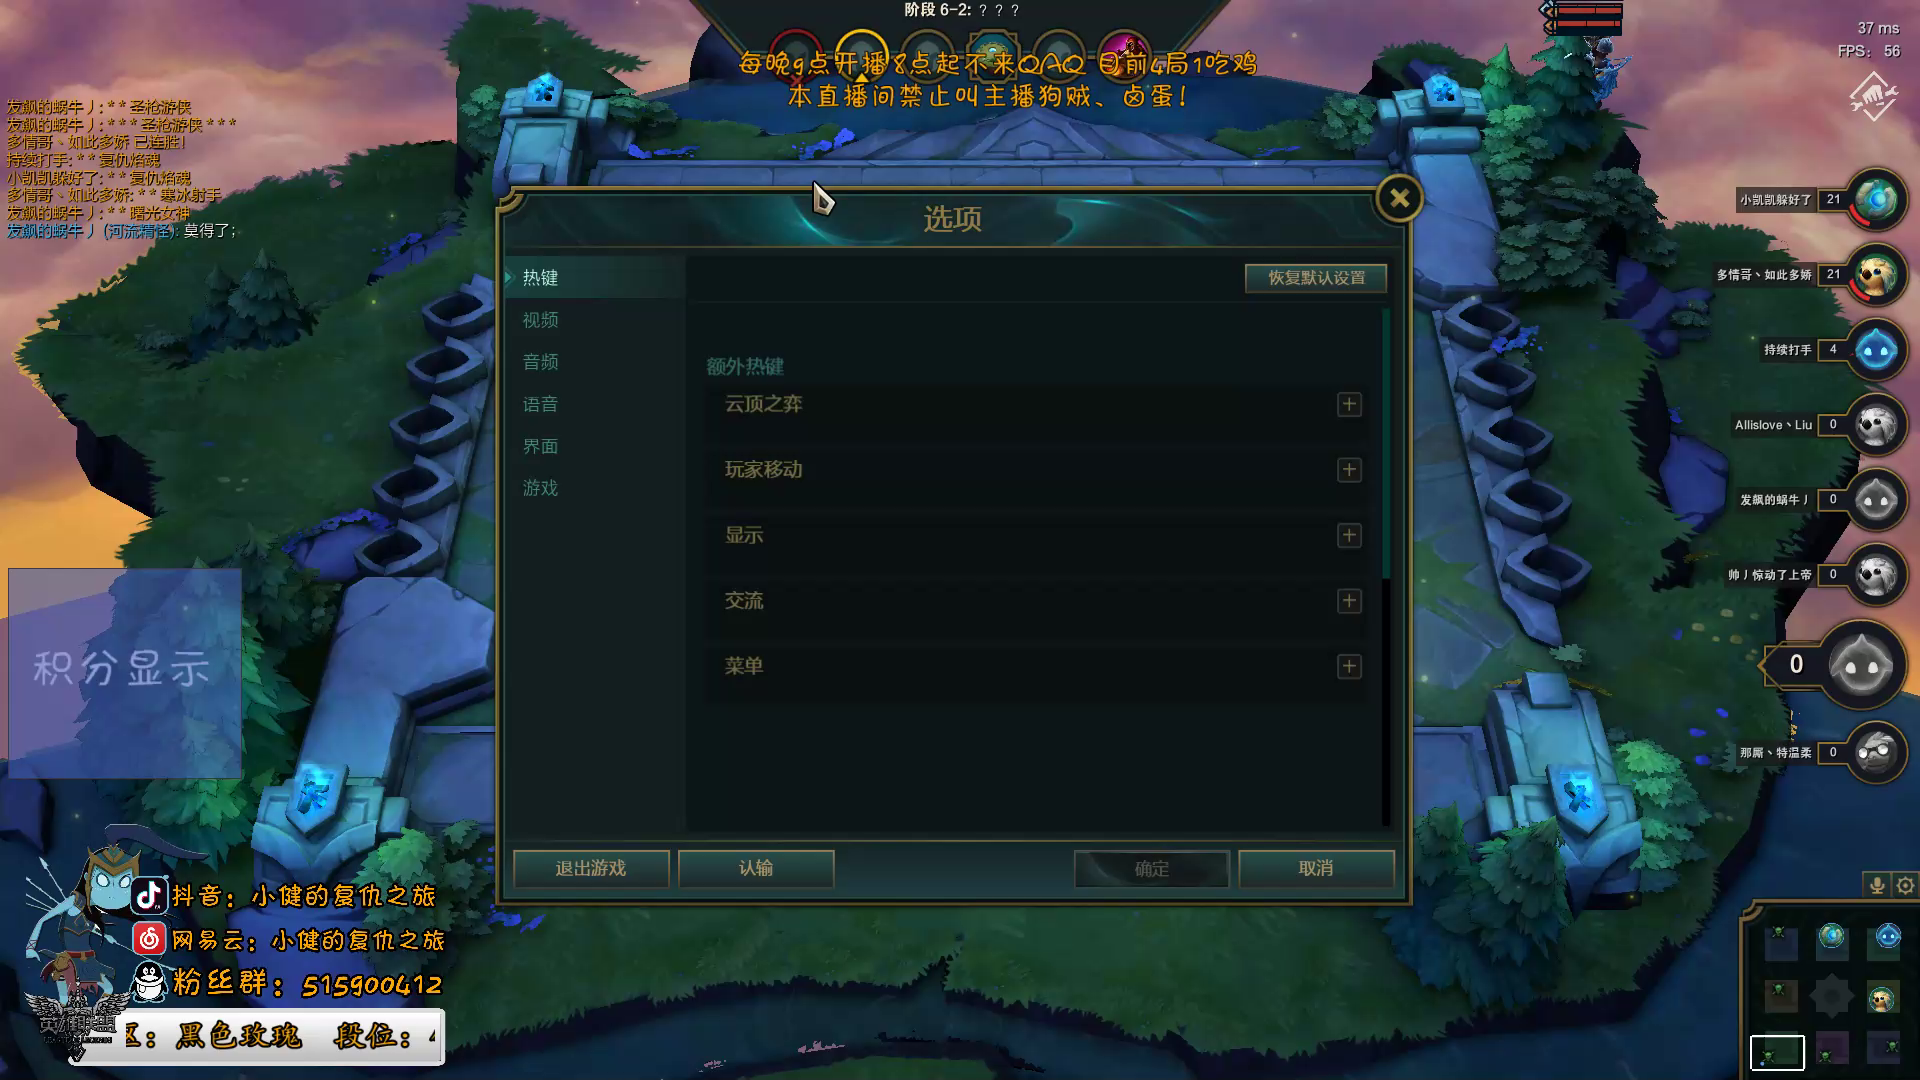 阶段 6-2: ? ? ?
37 ms
FPS: 56
每晚9点开播8点起不来QAQ 目前4局1吃鸡
本直播间禁止叫主播狗贼、卤蛋!
发飙的蜗牛丿: * * 圣枪游侠
发飙的蜗牛丿: * * * 圣枪游侠 * * *
多情哥丶如此多娇 已连胜!
持续打手: * * 复仇焰魂
小凯凯躲好了: * * 复仇焰魂
多情哥丶如此多娇: * * 寒冰射手
发飙的蜗牛丿: * * 曙光女神
发飙的蜗牛丿 (河流精怪): 莫得了;
选项
热键
视频
音频
语音
界面
游戏
恢复默认设置
额外热键
云顶之弈
玩家移动
显示
交流
菜单
退出游戏
认输
确定
取消
小凯凯躲好了 21
多情哥丶如此多娇 21
持续打手 4
Allislove丶Liu 0
发飙的蜗牛丿 0
帅丿惊动了上帝 0
0
那厮丶特温柔 0
积分显示
抖音: 小健的复仇之旅
网易云: 小健的复仇之旅
粉丝群: 515900412
英雄联盟
区: 黑色玫瑰 段位: